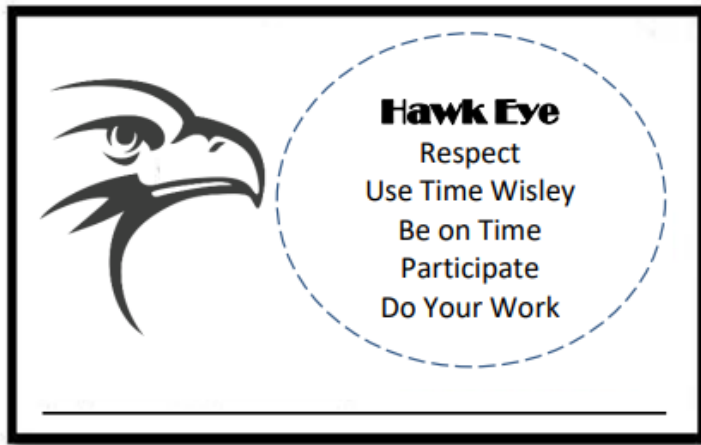 Hawk Eye
Respect
Use Time Wisley
Be on Time
Participate
Do Your Work